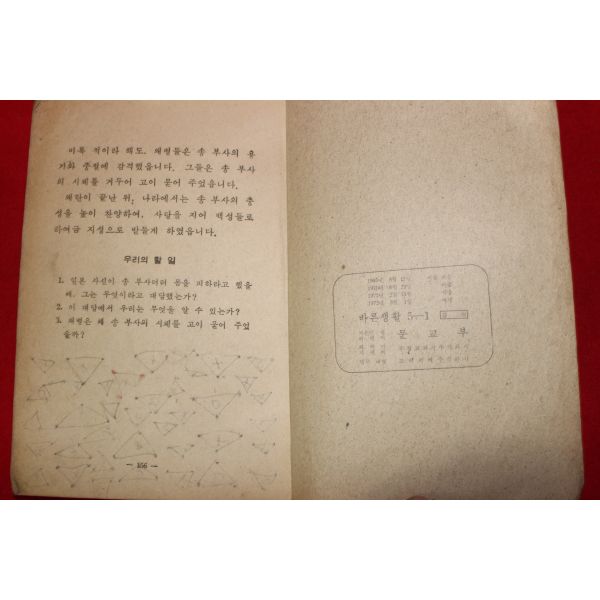 비록 적이라 해도, 왜병들은 송 부사의 용
기와 충절에 감격했읍니다. 그들은 송 부사
의 시체를 거두어 고이 묻어 주었읍니다.
왜란이 끝난 뒤, 나라에서는 송 부사의 충
성을 높이 찬양하여, 사당을 지어 백성들로
하여금 지성으로 받들게 하였읍니다.
우리의 할 일
1. 일본 사신이 송 부사더러 몸을 피하라고 했을
때, 그는 무엇이라고 대답했는가?
2. 이 대답에서 우리는 무엇을 알 수 있는가?
3. 왜병은 왜 송 부사의 시체를 고이 묻어 주었
을까?
— 156 —
바른생활 5—1
문 교 부